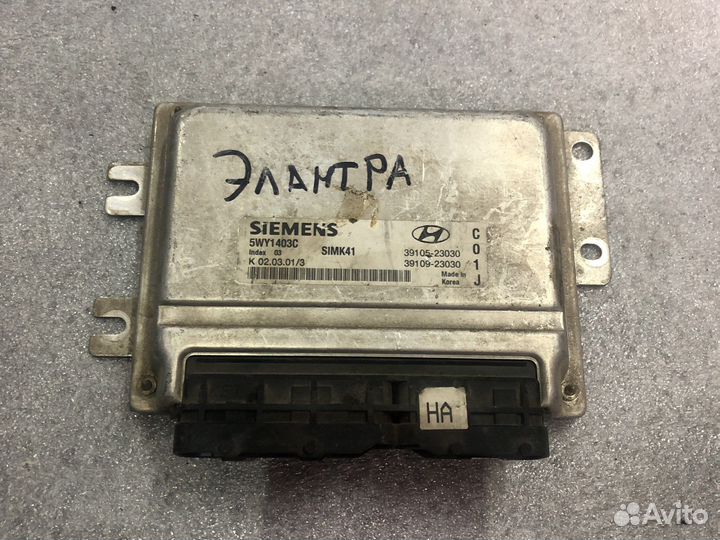 ЭЛАНТРА
SIEMENS
5WY1403C
Index 03 SIMK41
K 02.03.01/3
39105-23030
39109-23030
Made in
Korea
C
0
1
J
HA
Avito